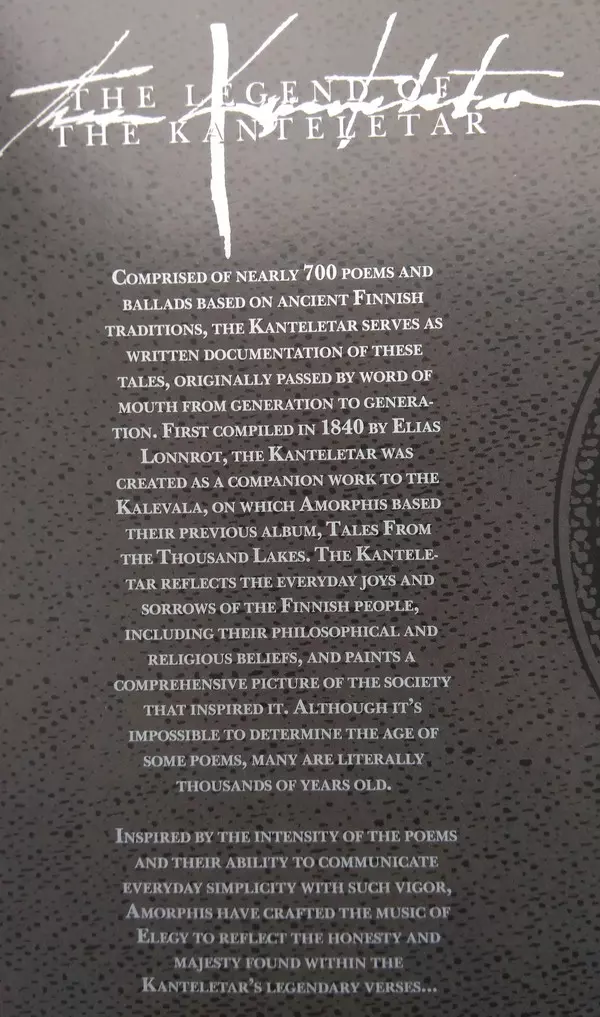 The Kanteletar
THE LEGEND OF
THE KANTELETAR
COMPRISED OF NEARLY 700 POEMS AND
BALLADS BASED ON ANCIENT FINNISH
TRADITIONS, THE KANTELETAR SERVES AS
WRITTEN DOCUMENTATION OF THESE
TALES, ORIGINALLY PASSED BY WORD OF
MOUTH FROM GENERATION TO GENERA-
TION. FIRST COMPILED IN 1840 BY ELIAS
LONNROT, THE KANTELETAR WAS
CREATED AS A COMPANION WORK TO THE
KALEVALA, ON WHICH AMORPHIS BASED
THEIR PREVIOUS ALBUM, TALES FROM
THE THOUSAND LAKES. THE KANTELE-
TAR REFLECTS THE EVERYDAY JOYS AND
SORROWS OF THE FINNISH PEOPLE,
INCLUDING THEIR PHILOSOPHICAL AND
RELIGIOUS BELIEFS, AND PAINTS A
COMPREHENSIVE PICTURE OF THE SOCIETY
THAT INSPIRED IT. ALTHOUGH IT'S
IMPOSSIBLE TO DETERMINE THE AGE OF
SOME POEMS, MANY ARE LITERALLY
THOUSANDS OF YEARS OLD.
INSPIRED BY THE INTENSITY OF THE POEMS
AND THEIR ABILITY TO COMMUNICATE
EVERYDAY SIMPLICITY WITH SUCH VIGOR,
AMORPHIS HAVE CRAFTED THE MUSIC OF
ELEGY TO REFLECT THE HONESTY AND
MAJESTY FOUND WITHIN THE
KANTELETAR'S LEGENDARY VERSES...